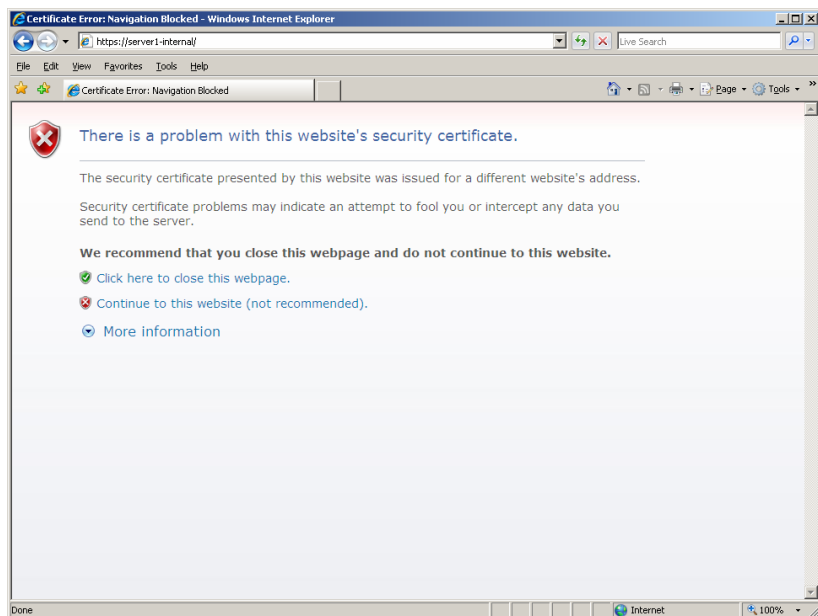 Certificate Error: Navigation Blocked - Windows Internet Explorer
https://server1-internal/
Live Search
File Edit View Favorites Tools Help
Certificate Error: Navigation Blocked
Page Tools »
There is a problem with this website's security certificate.
The security certificate presented by this website was issued for a different website's address.
Security certificate problems may indicate an attempt to fool you or intercept any data you
send to the server.
We recommend that you close this webpage and do not continue to this website.
Click here to close this webpage.
Continue to this website (not recommended).
More information
Done Internet 100%